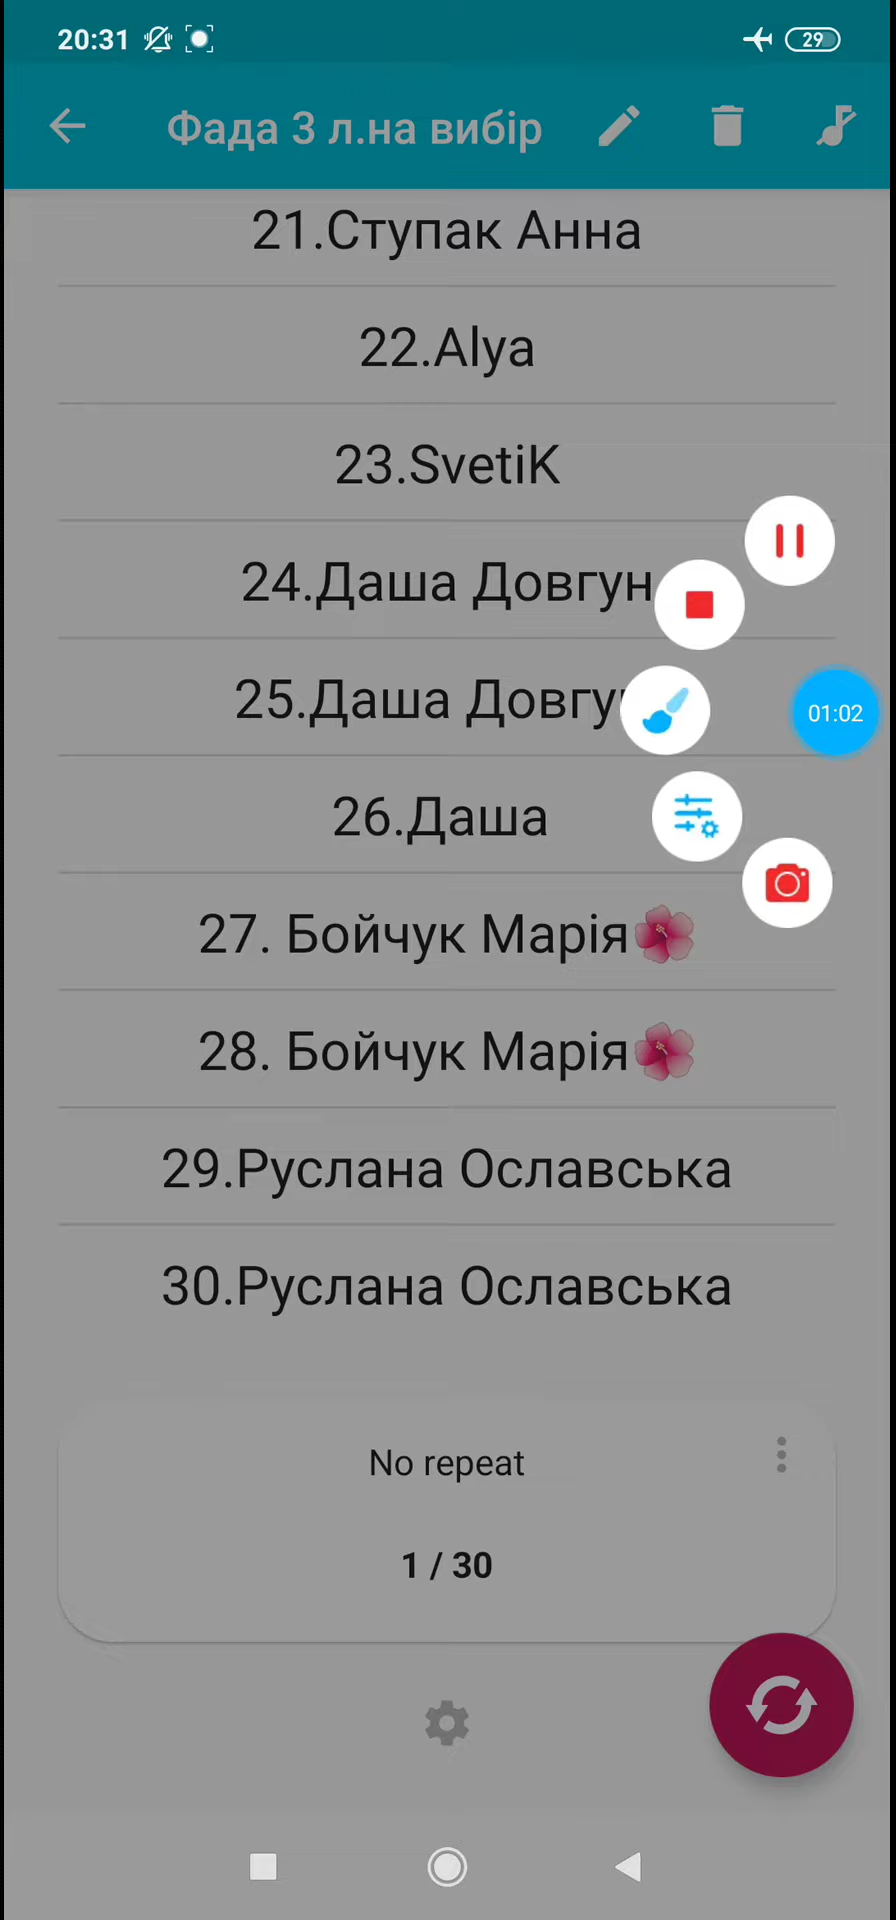 20:31
29
Фада 3 л.на вибір
21.Ступак Анна
22.Alya
23.SvetiK
24.Даша Довгун
25.Даша Довгу
01:02
26.Даша
27. Бойчук Марія🌺
28. Бойчук Марія🌺
29.Руслана Ославська
30.Руслана Ославська
No repeat
1 / 30